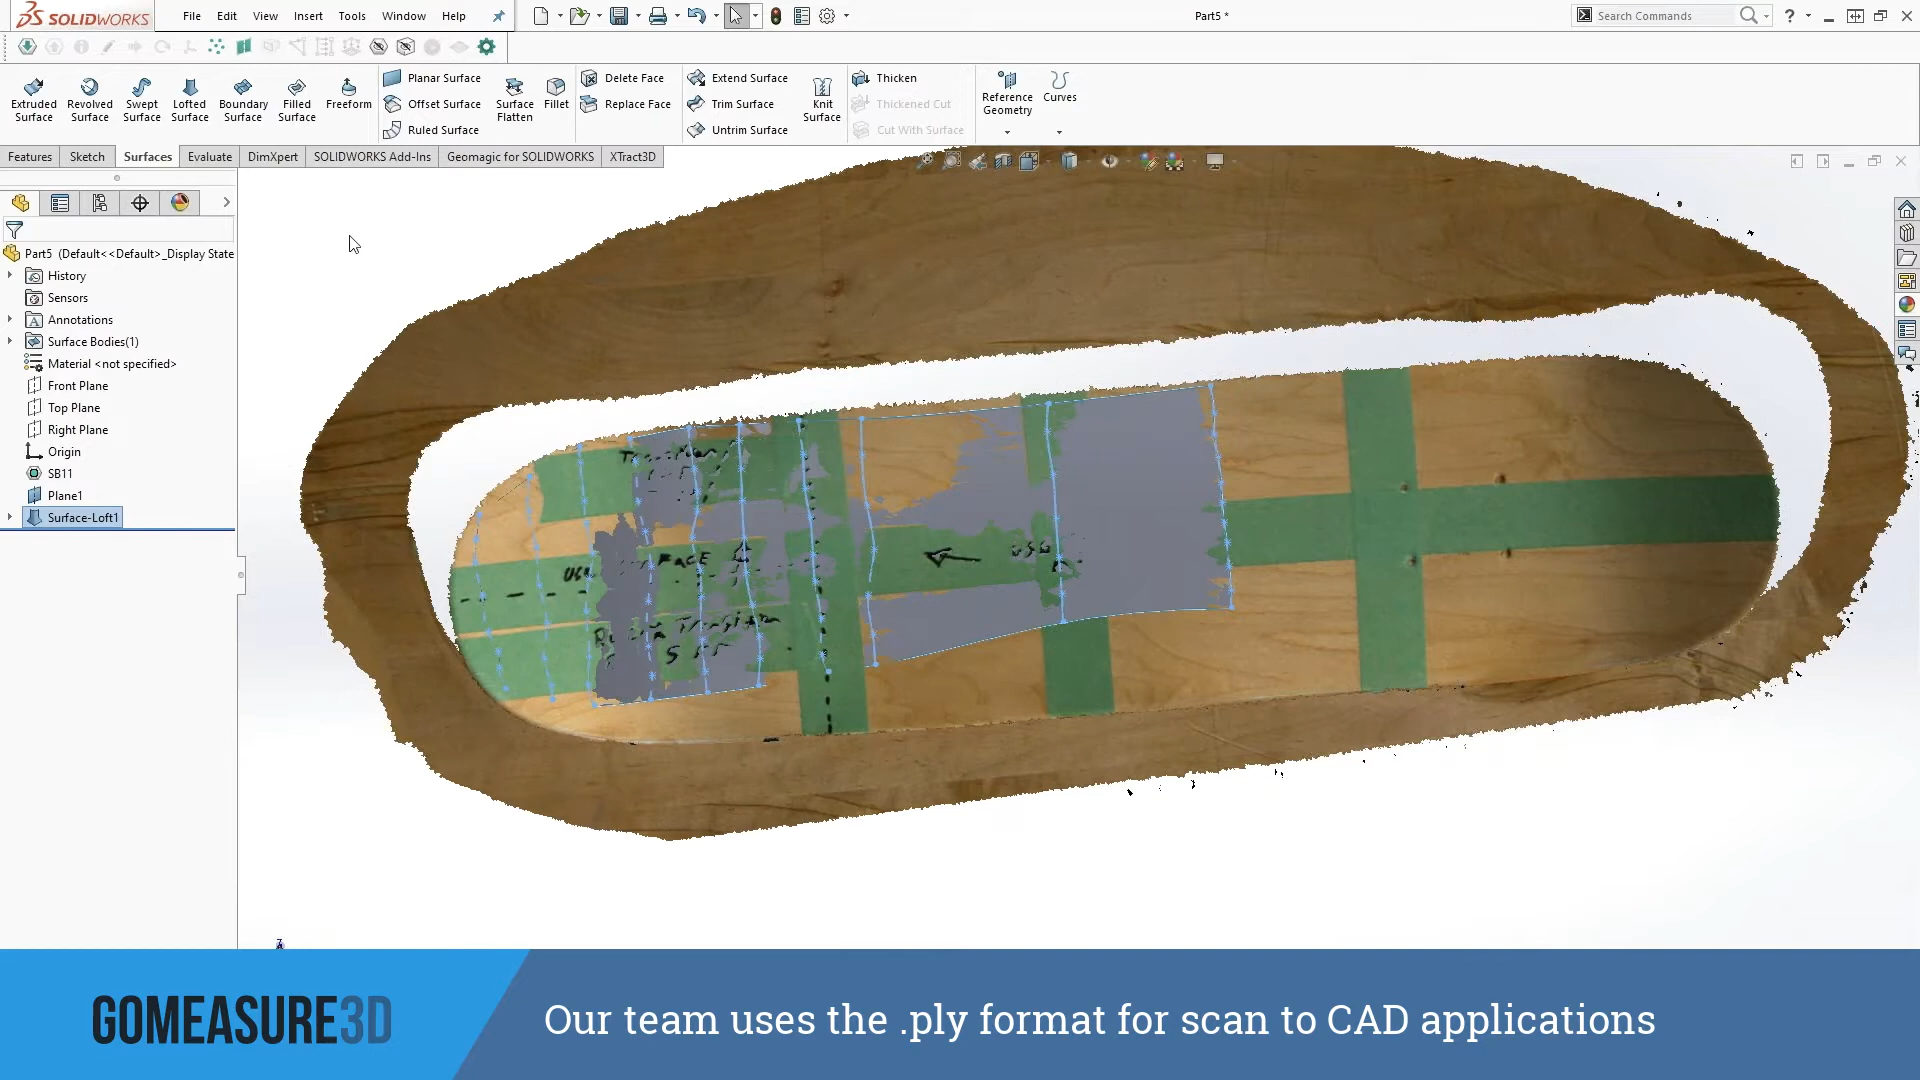 SOLIDWORKS
File Edit View Insert Tools Window Help
Part5 *
Search Commands
Extruded Surface
Revolved Surface
Swept Surface
Lofted Surface
Boundary Surface
Filled Surface
Freeform
Planar Surface
Offset Surface
Ruled Surface
Surface Flatten
Fillet
Delete Face
Replace Face
Extend Surface
Trim Surface
Untrim Surface
Knit Surface
Thicken
Thickened Cut
Cut With Surface
Reference Geometry
Curves
Features Sketch Surfaces Evaluate DimXpert SOLIDWORKS Add-Ins Geomagic for SOLIDWORKS XTract3D
Part5 (Default<<Default>_Display State
History
Sensors
Annotations
Surface Bodies(1)
Material <not specified>
Front Plane
Top Plane
Right Plane
Origin
SB11
Plane1
Surface-Loft1
FACE
GOMEASURE3D
Our team uses the .ply format for scan to CAD applications